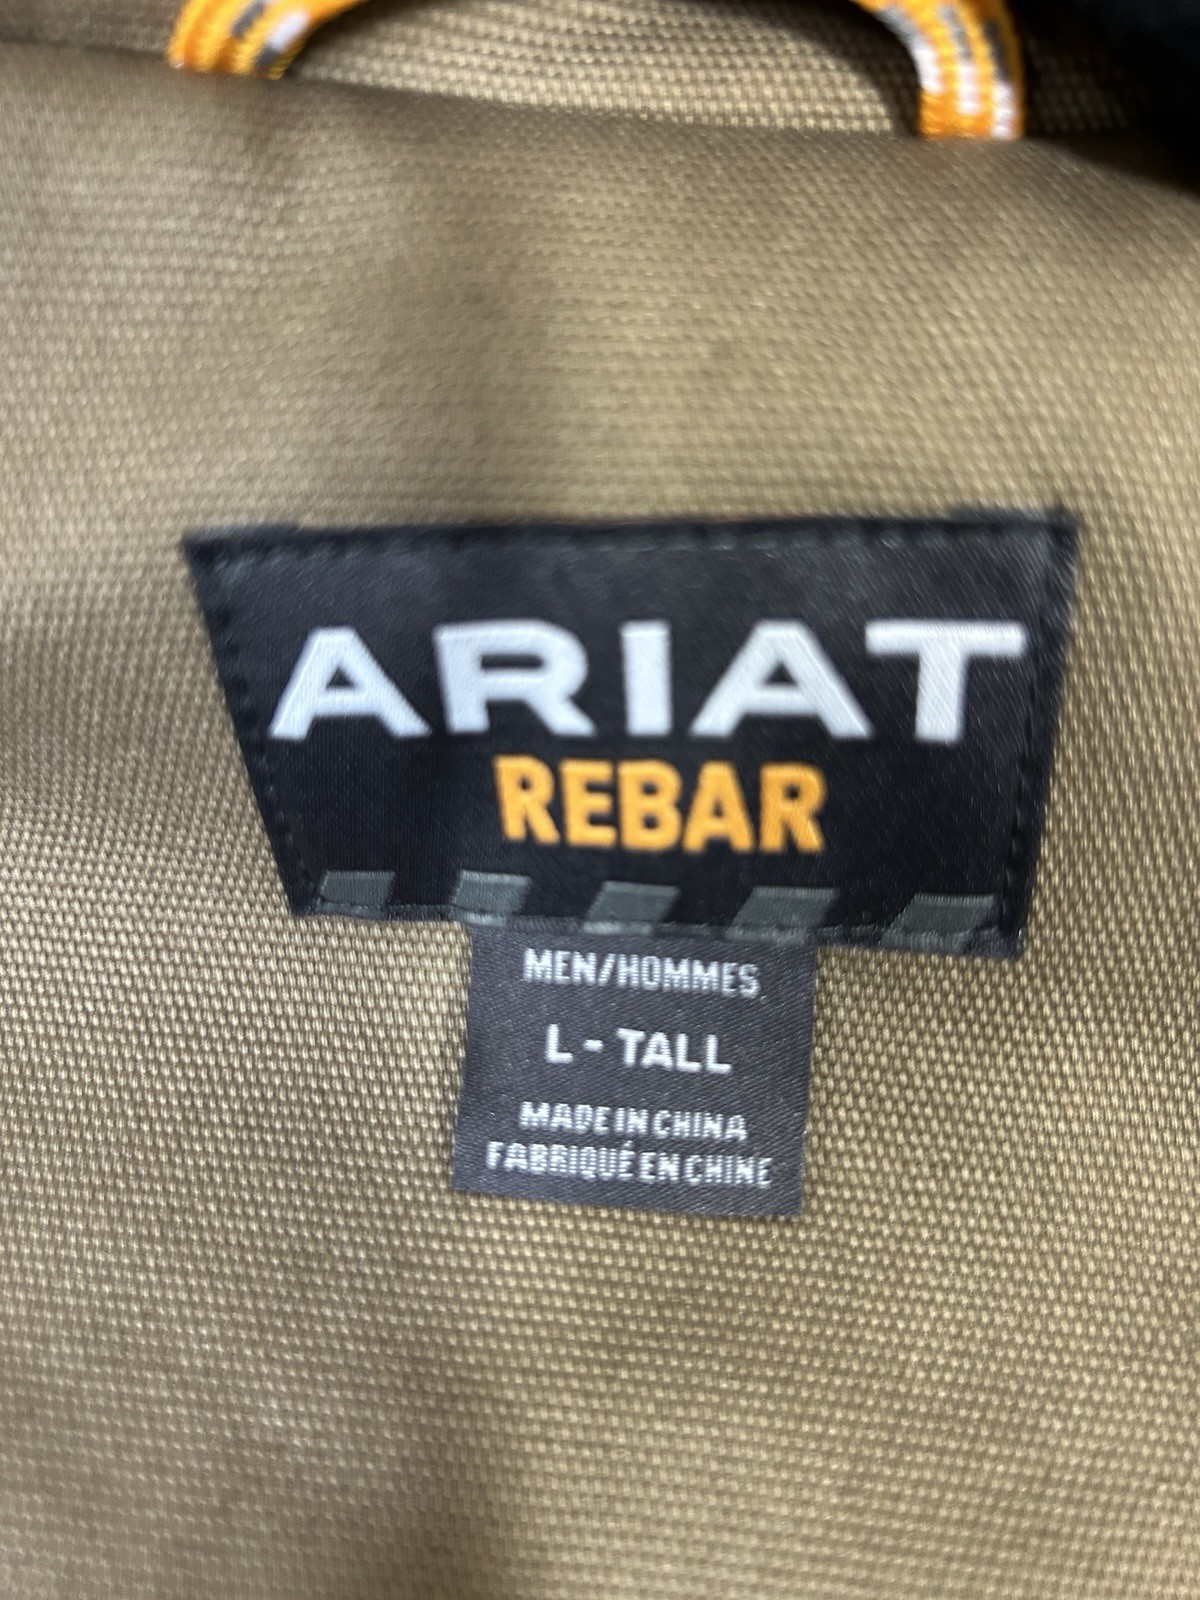 ARIAT
REBAR
MEN/HOMMES
L - TALL
MADE IN CHINA
FABRIQUÉ EN CHINE